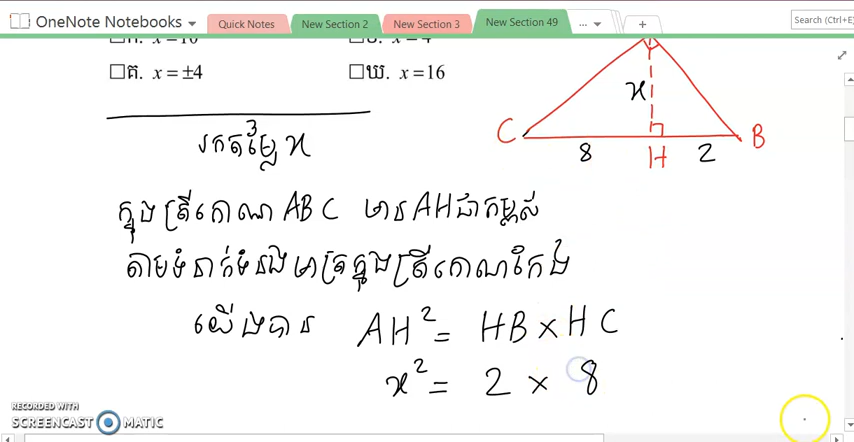 OneNote Notebooks Quick Notes New Section 2 New Section 3 New Section 49 ... + Search (Ctrl+E)
x = 4
□គ. x = ±4 □ឃ. x = 16
x
C 8 H 2 B
រកតម្លៃ x
ក្នុងត្រីកោណ ABC មាន AH ជាកម្ពស់
តាមទំនាក់ទំនងមាត្រក្នុងត្រីកោណកែង
យើងបាន AH² = HB × HC
x² = 2 × 8
RECORDED WITH
SCREENCAST MATIC